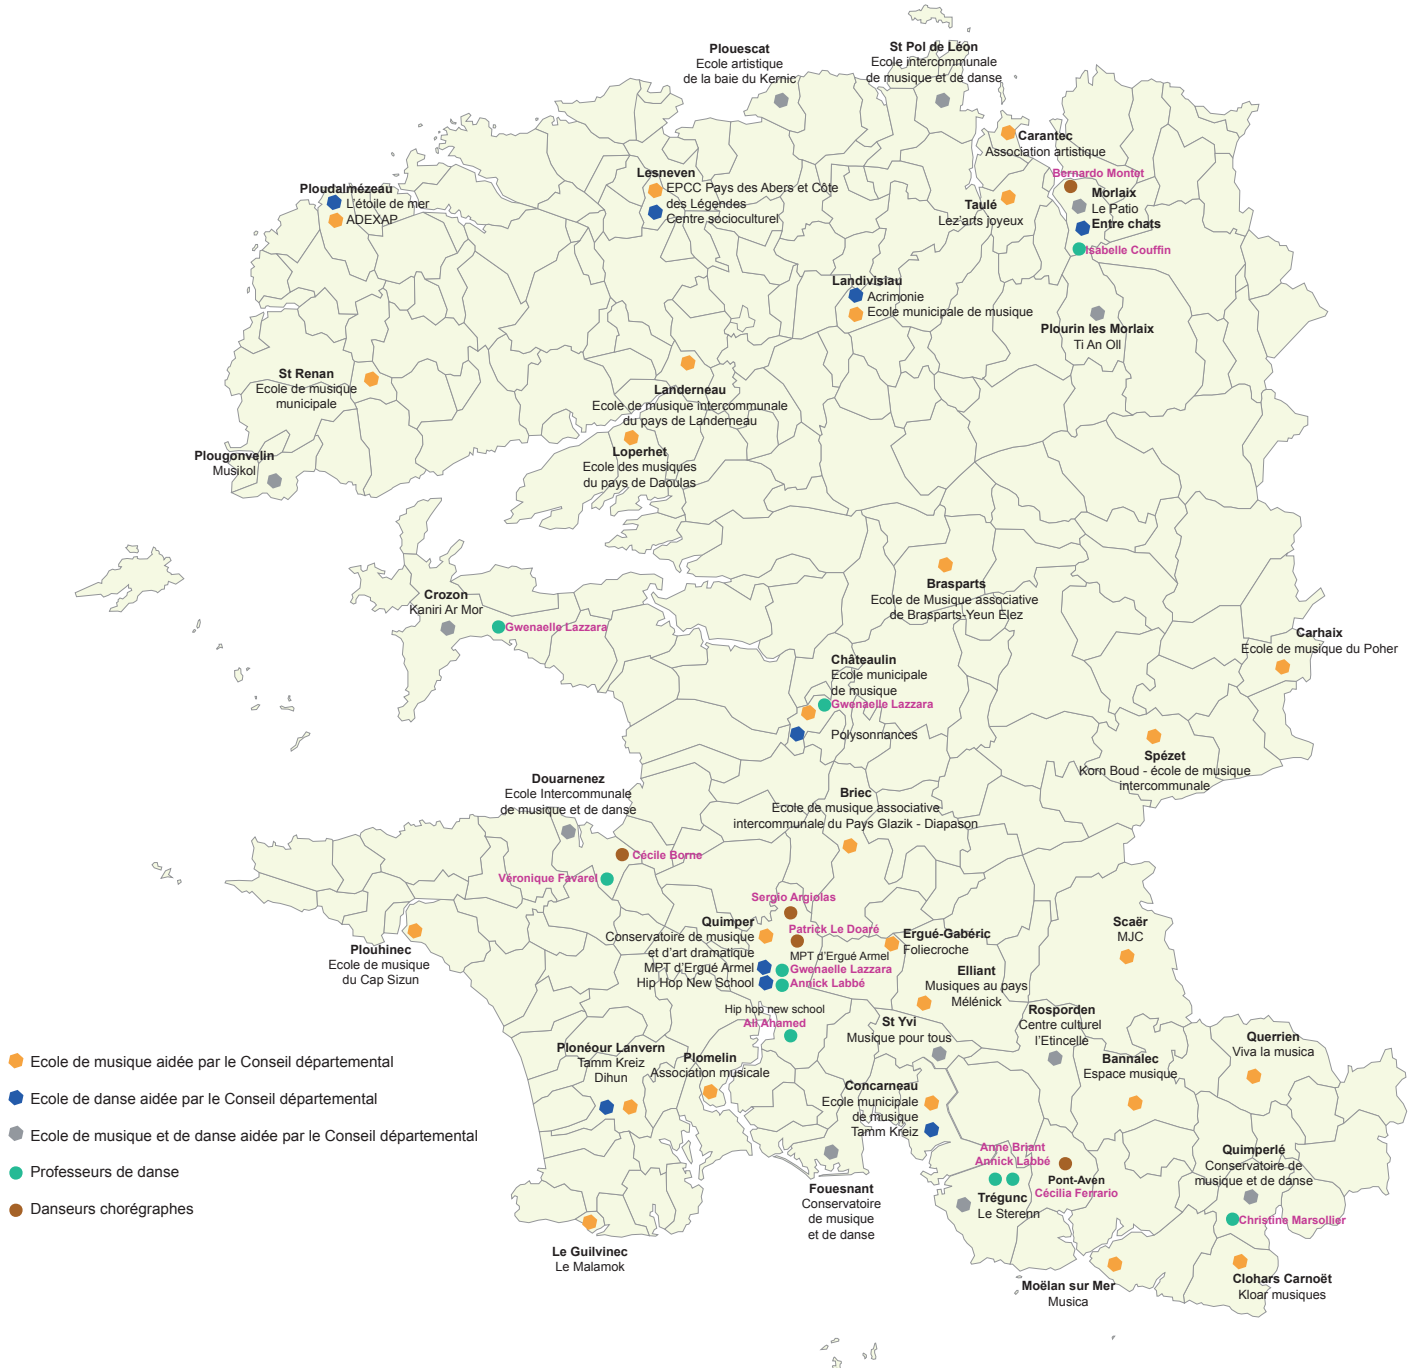 Plouescat
Ecole artistique
de la baie du Kernic
St Pol de Léon
Ecole intercommunale
de musique et de danse
Carantec
Association artistique
Bernardo Montet
Morlaix
Le Patio
Entre chats
Isabelle Couffin
Taulé
Lez'arts joyeux
Lesneven
EPCC Pays des Abers et Côte
des Légendes
Centre socioculturel
Ploudalmézeau
L'étoile de mer
ADEXAP
Landivisiau
Acrimonie
Ecole municipale de musique
Plourin les Morlaix
Ti An Oll
St Renan
Ecole de musique
municipale
Landerneau
Ecole de musique intercommunale
du pays de Landerneau
Loperhet
Ecole des musiques
du pays de Daoulas
Plougonvelin
Musikol
Brasparts
Ecole de Musique associative
de Brasparts-Yeun Elez
Crozon
Kaniri Ar Mor
Gwenaelle Lazzara
Carhaix
Ecole de musique du Poher
Châteaulin
Ecole municipale
de musique
Gwenaelle Lazzara
Polysonnances
Spézet
Korn Boud - école de musique
intercommunale
Douarnenez
Ecole Intercommunale
de musique et de danse
Briec
Ecole de musique associative
intercommunale du Pays Glazik - Diapason
Cécile Borne
Véronique Favarel
Sergio Argiolas
Quimper
Conservatoire de musique
et d'art dramatique
MPT d'Ergué Armel
Hip Hop New School
Patrick Le Doaré
MPT d'Ergué Armel
Gwenaelle Lazzara
Annick Labbé
Hip hop new school
Ali Ahamed
Ergué-Gabéric
Foliecroche
Scaër
MJC
Plouhinec
Ecole de musique
du Cap Sizun
Elliant
Musiques au pays
Mélénick
Rosporden
Centre culturel
l'Etincelle
St Yvi
Musique pour tous
Querrien
Viva la musica
Bannalec
Espace musique
Plonéour Lanvern
Tamm Kreiz
Dihun
Plomelin
Association musicale
Concarneau
Ecole municipale
de musique
Tamm Kreiz
Anne Briant
Annick Labbé
Trégunc
Le Sterenn
Pont-Aven
Cécilia Ferrario
Quimperlé
Conservatoire de
musique et de danse
Christine Marsollier
Fouesnant
Conservatoire
de musique
et de danse
Le Guilvinec
Le Malamok
Moëlan sur Mer
Musica
Clohars Carnoët
Kloar musiques
Ecole de musique aidée par le Conseil départemental
Ecole de danse aidée par le Conseil départemental
Ecole de musique et de danse aidée par le Conseil départemental
Professeurs de danse
Danseurs chorégraphes